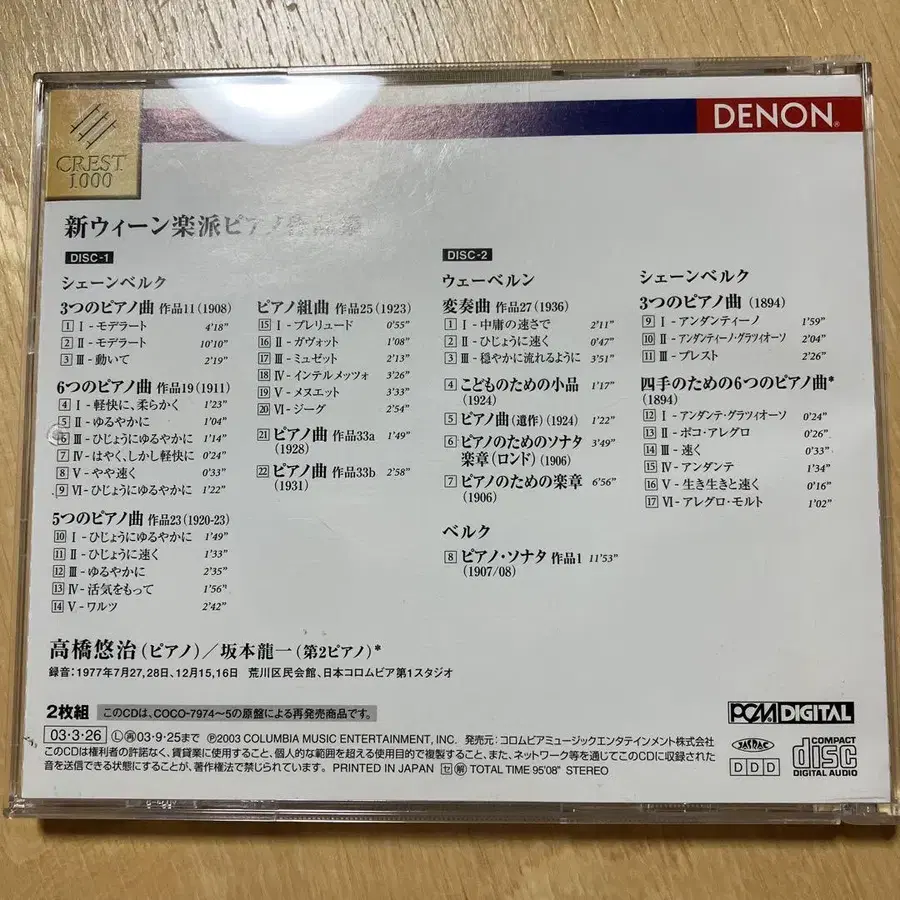 DENON®
CREST
1000
新ウィーン楽派ピアノ作品集
DISC-1
シェーンベルク
3つのピアノ曲 作品11(1908)
1 Ⅰ-モデラート 4'18"
2 Ⅱ-モデラート 10'10"
3 Ⅲ-動いて 2'19"
6つのピアノ曲 作品19(1911)
4 Ⅰ-軽快に、柔らかく 1'23"
5 Ⅱ-ゆるやかに 1'04"
6 Ⅲ-ひじょうにゆるやかに 1'14"
7 Ⅳ-はやく、しかし軽快に 0'24"
8 Ⅴ-やや速く 0'33"
9 Ⅵ-ひじょうにゆるやかに 1'22"
5つのピアノ曲 作品23(1920-23)
10 Ⅰ-ひじょうにゆるやかに 1'49"
11 Ⅱ-ひじょうに速く 1'33"
12 Ⅲ-ゆるやかに 2'35"
13 Ⅳ-活気をもって 1'56"
14 Ⅴ-ワルツ 2'42"
ピアノ組曲 作品25(1923)
15 Ⅰ-プレリュード 0'55"
16 Ⅱ-ガヴォット 1'08"
17 Ⅲ-ミュゼット 2'13"
18 Ⅳ-インテルメッツォ 3'26"
19 Ⅴ-メヌエット 3'33"
20 Ⅵ-ジーグ 2'54"
21 ピアノ曲 作品33a 1'49"
(1928)
22 ピアノ曲 作品33b 2'58"
(1931)
DISC-2
ウェーベルン
変奏曲 作品27(1936)
1 Ⅰ-中庸の速さで 2'11"
2 Ⅱ-ひじょうに速く 0'47"
3 Ⅲ-穏やかに流れるように 3'51"
4 こどものための小品 1'17"
(1924)
5 ピアノ曲(遺作)(1924) 1'22"
6 ピアノのためのソナタ 3'49"
楽章(ロンド)(1906)
7 ピアノのための楽章 6'56"
(1906)
ベルク
8 ピアノ・ソナタ 作品1 11'53"
(1907/08)
シェーンベルク
3つのピアノ曲 (1894)
9 Ⅰ-アンダンティーノ 1'59"
10 Ⅱ-アンダンティーノ・グラツィオーソ 2'04"
11 Ⅲ-プレスト 2'26"
四手のための6つのピアノ曲*
(1894)
12 Ⅰ-アンダンテ・グラツィオーソ 0'24"
13 Ⅱ-ポコ・アレグロ 0'26"
14 Ⅲ-速く 0'33"
15 Ⅳ-アンダンテ 1'34"
16 Ⅴ-生き生きと速く 0'16"
17 Ⅵ-アレグロ・モルト 1'02"
高橋悠治(ピアノ)/坂本龍一(第2ピアノ)*
録音:1977年7月27,28日、12月15,16日 荒川区民会館、日本コロムビア第1スタジオ
2枚組 このCDは、COCO-7974〜5の原盤による再発売商品です。
PCM DIGITAL
03・3・26 Ⓛ再03・9・25まで ℗2003 COLUMBIA MUSIC ENTERTAINMENT, INC. 発売元:コロムビアミュージックエンタテインメント株式会社
このCDは権利者の許諾なく、賃貸業に使用すること、個人的な範囲を超える使用目的で複製すること、また、ネットワーク等を通じてこのCDに収録された
音を送信できる状態にすることが、著作権法で禁じられています。 PRINTED IN JAPAN セ 解 TOTAL TIME 95'08" STEREO
JASRAC
DDD
COMPACT
disc
DIGITAL AUDIO